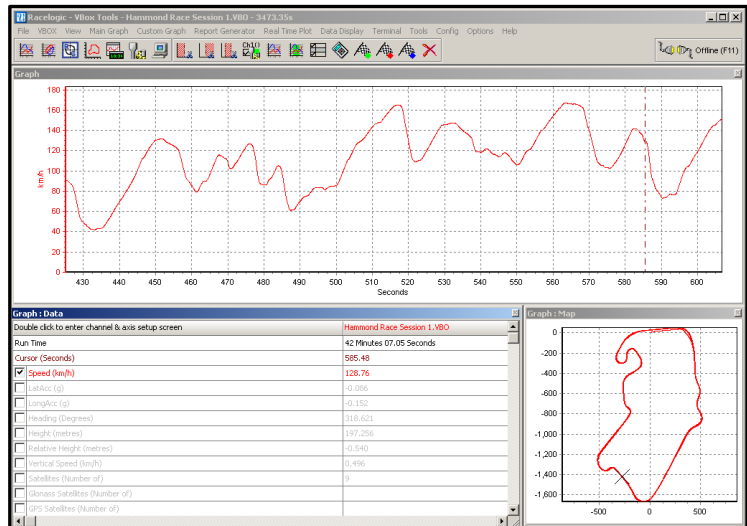 Racelogic - VBox Tools - Hammond Race Session 1.VBO - 3473.35s
File VBOX View Main Graph Custom Graph Report Generator Real Time Plot Data Display Terminal Tools Config Options Help
Ch10
Offline (F11)
Graph
180
160
140
120
100
80
60
40
20
0
km/h
430 440 450 460 470 480 490 500 510 520 530 540 550 560 570 580 590 600
Seconds
Graph : Data
Double click to enter channel & axis setup screen Hammond Race Session 1.VBO
Run Time 42 Minutes 07.05 Seconds
Cursor (Seconds) 585.48
Speed (km/h) 128.76
LatAcc (g) -0.086
LongAcc (g) -0.152
Heading (Degrees) 318.621
Height (metres) 197.256
Relative Height (metres) -0.540
Vertical Speed (km/h) 0.496
Satellites (Number of) 9
Glonass Satellites (Number of)
GPS Satellites (Number of)
Graph : Map
0
-200
-400
-600
-800
-1,000
-1,200
-1,400
-1,600
-500 0 500